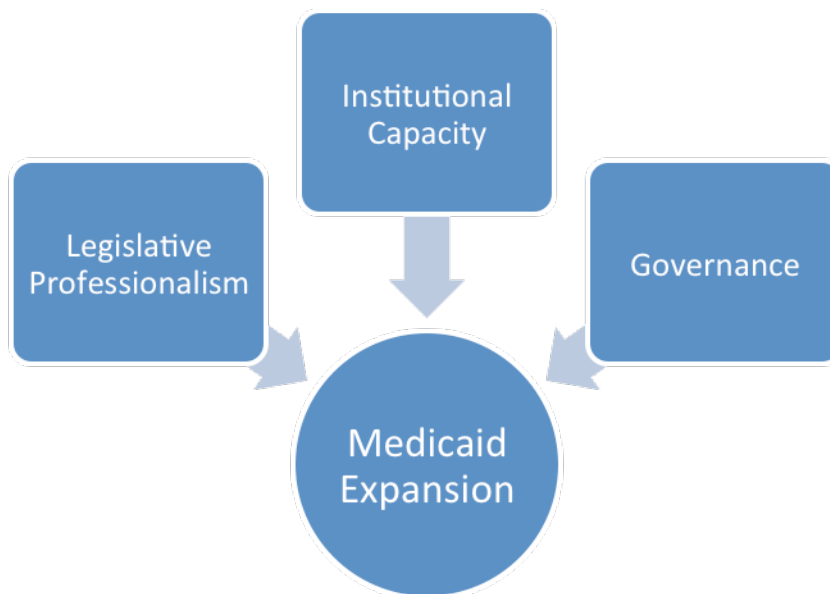 Institutional
Capacity
Legislative
Professionalism
Governance
Medicaid
Expansion